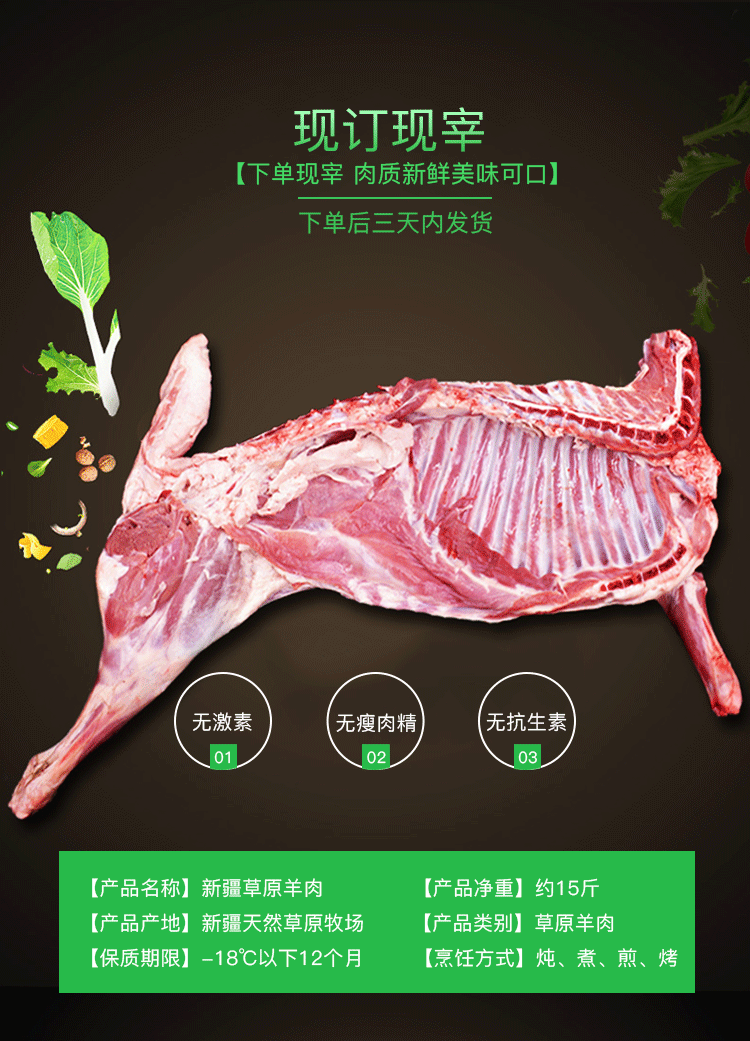 现订现宰
【下单现宰 肉质新鲜美味可口】
下单后三天内发货
无激素
01
无瘦肉精
02
无抗生素
03
【产品名称】新疆草原羊肉
【产品净重】约15斤
【产品产地】新疆天然草原牧场
【产品类别】草原羊肉
【保质期限】-18℃以下12个月
【烹饪方式】炖、煮、煎、烤